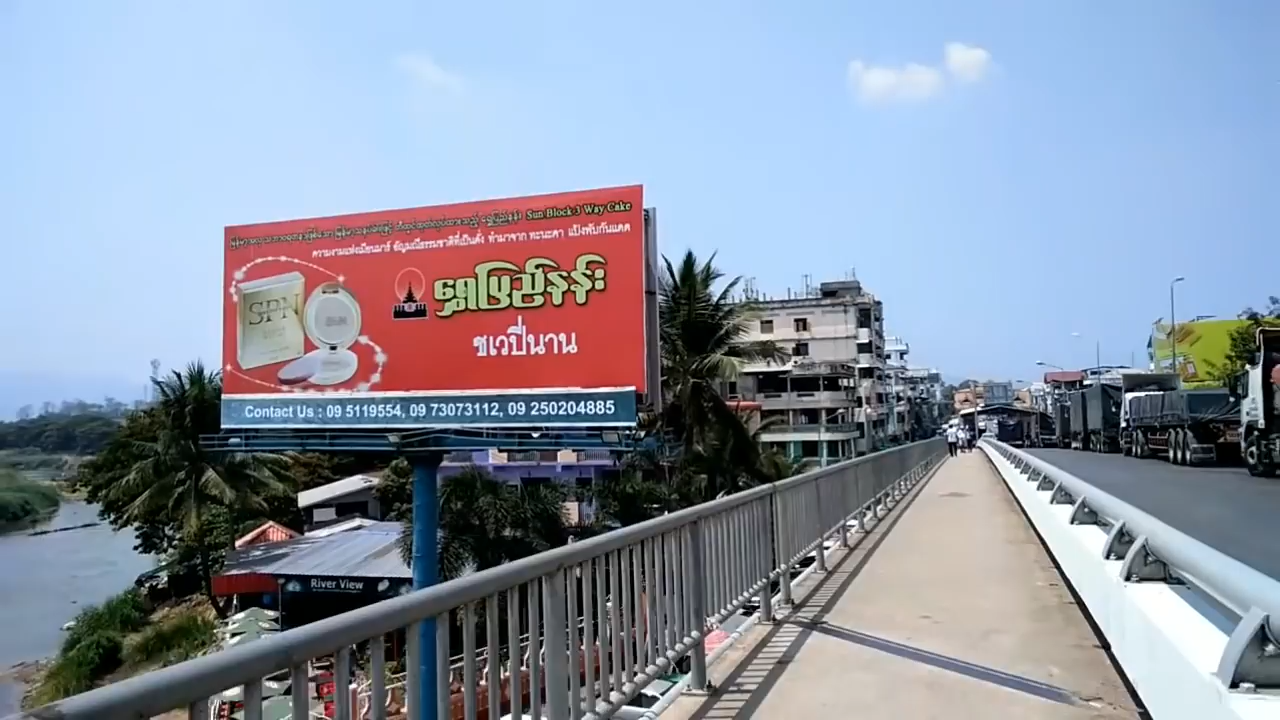 Sun Block 3 Way Cake
ความงามแห่งเมียนมาร์ อัญมณีธรรมชาติที่เป็นดั่ง ทำมาจาก ทะนะคา แป้งพับกันแดด
SPN
ရွှေပြည်နန်း
ชเวปี่นาน
Contact Us : 09 5119554, 09 73073112, 09 250204885
River View